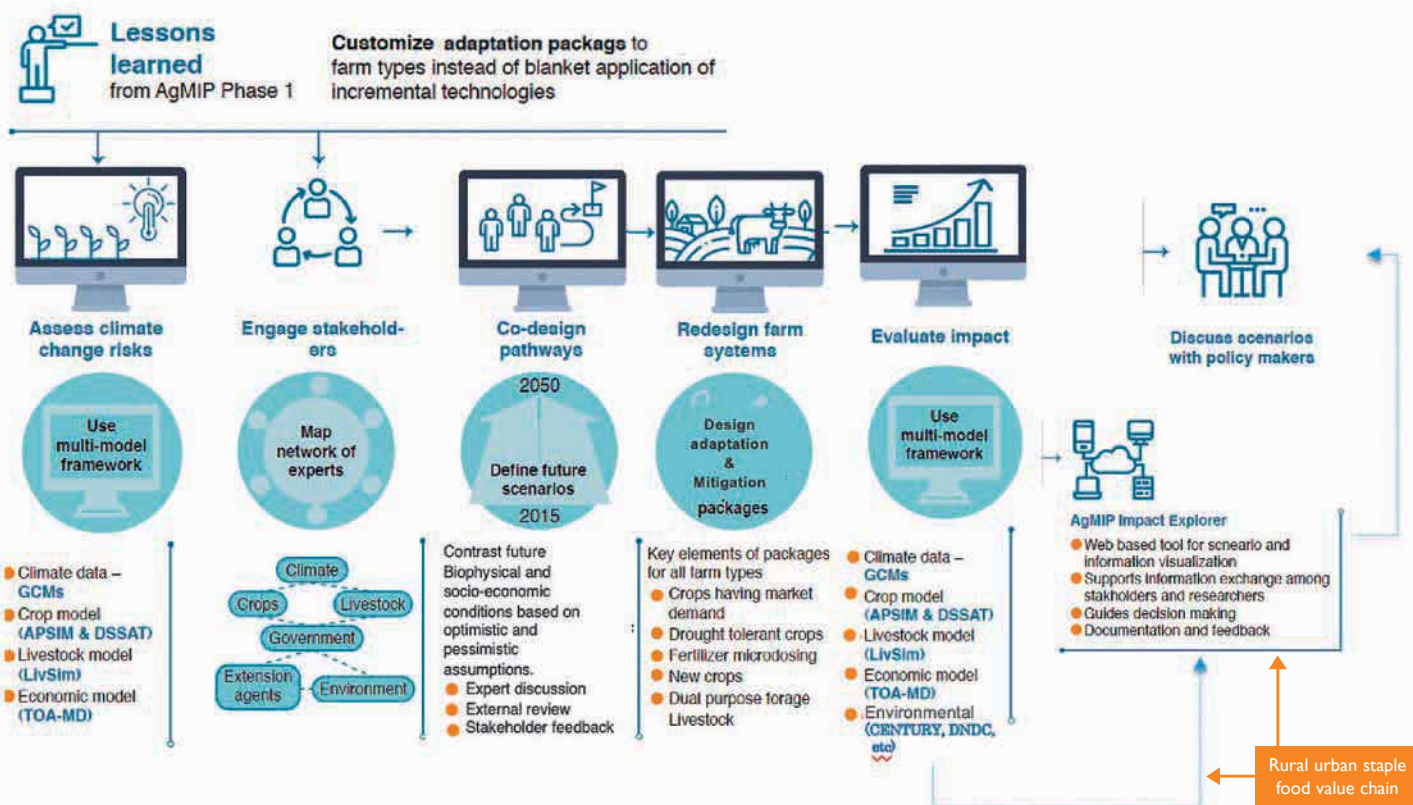 Lessons
learned
from AgMIP Phase 1
Customize adaptation packags to
farm types instead of blanket application of
incremental technologies
Assess climate
change risks
Engage stakehold-
ers
Co-design
pathways
Redesign farm
systems
Evaluate impact
Discuss scenarios
with policy makers
Use
multi-model
framework
Map
network of
experts
2050
Define future
scenarios
2015
Design
adaptation
&
Mitigation
packages
Use
multi-model
framework
Climate data –
GCMs
Crop model
(APSIM & DSSAT)
Livestock model
(LivSim)
Economic model
(TOA-MD)
Climate
Crops
Livestock
Government
Extension
agents
Environment
Contrast future
Biophysical and
socio-economic
conditions based on
optimistic and
pessimistic
assumptions.
Expert discussion
External review
Stakeholder feedback
Key elements of packages
for all farm types
Crops having market
demand
Drought tolerant crops
Fertilizer microdosing
New crops
Dual purpose forage
Livestock
Climate data –
GCMs
Crop model
(APSIM & DSSAT)
Livestock model
(LivSim)
Economic model
(TOA-MD)
Environmental
(CENTURY, DNDC,
etc)
AgMIP Impact Explorer
Web based tool for scneario and
information visualization
Supports information exchange among
stakholders and researchers
Guides decision making
Documentation and feedback
Rural urban staple
food value chain